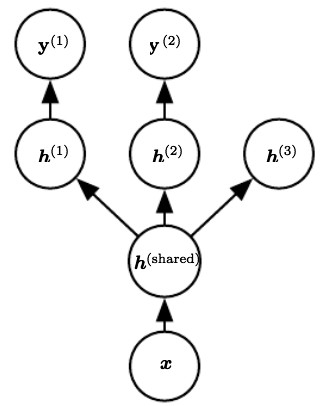 y(1) y(2)
h(1) h(2) h(3)
h(shared)
x